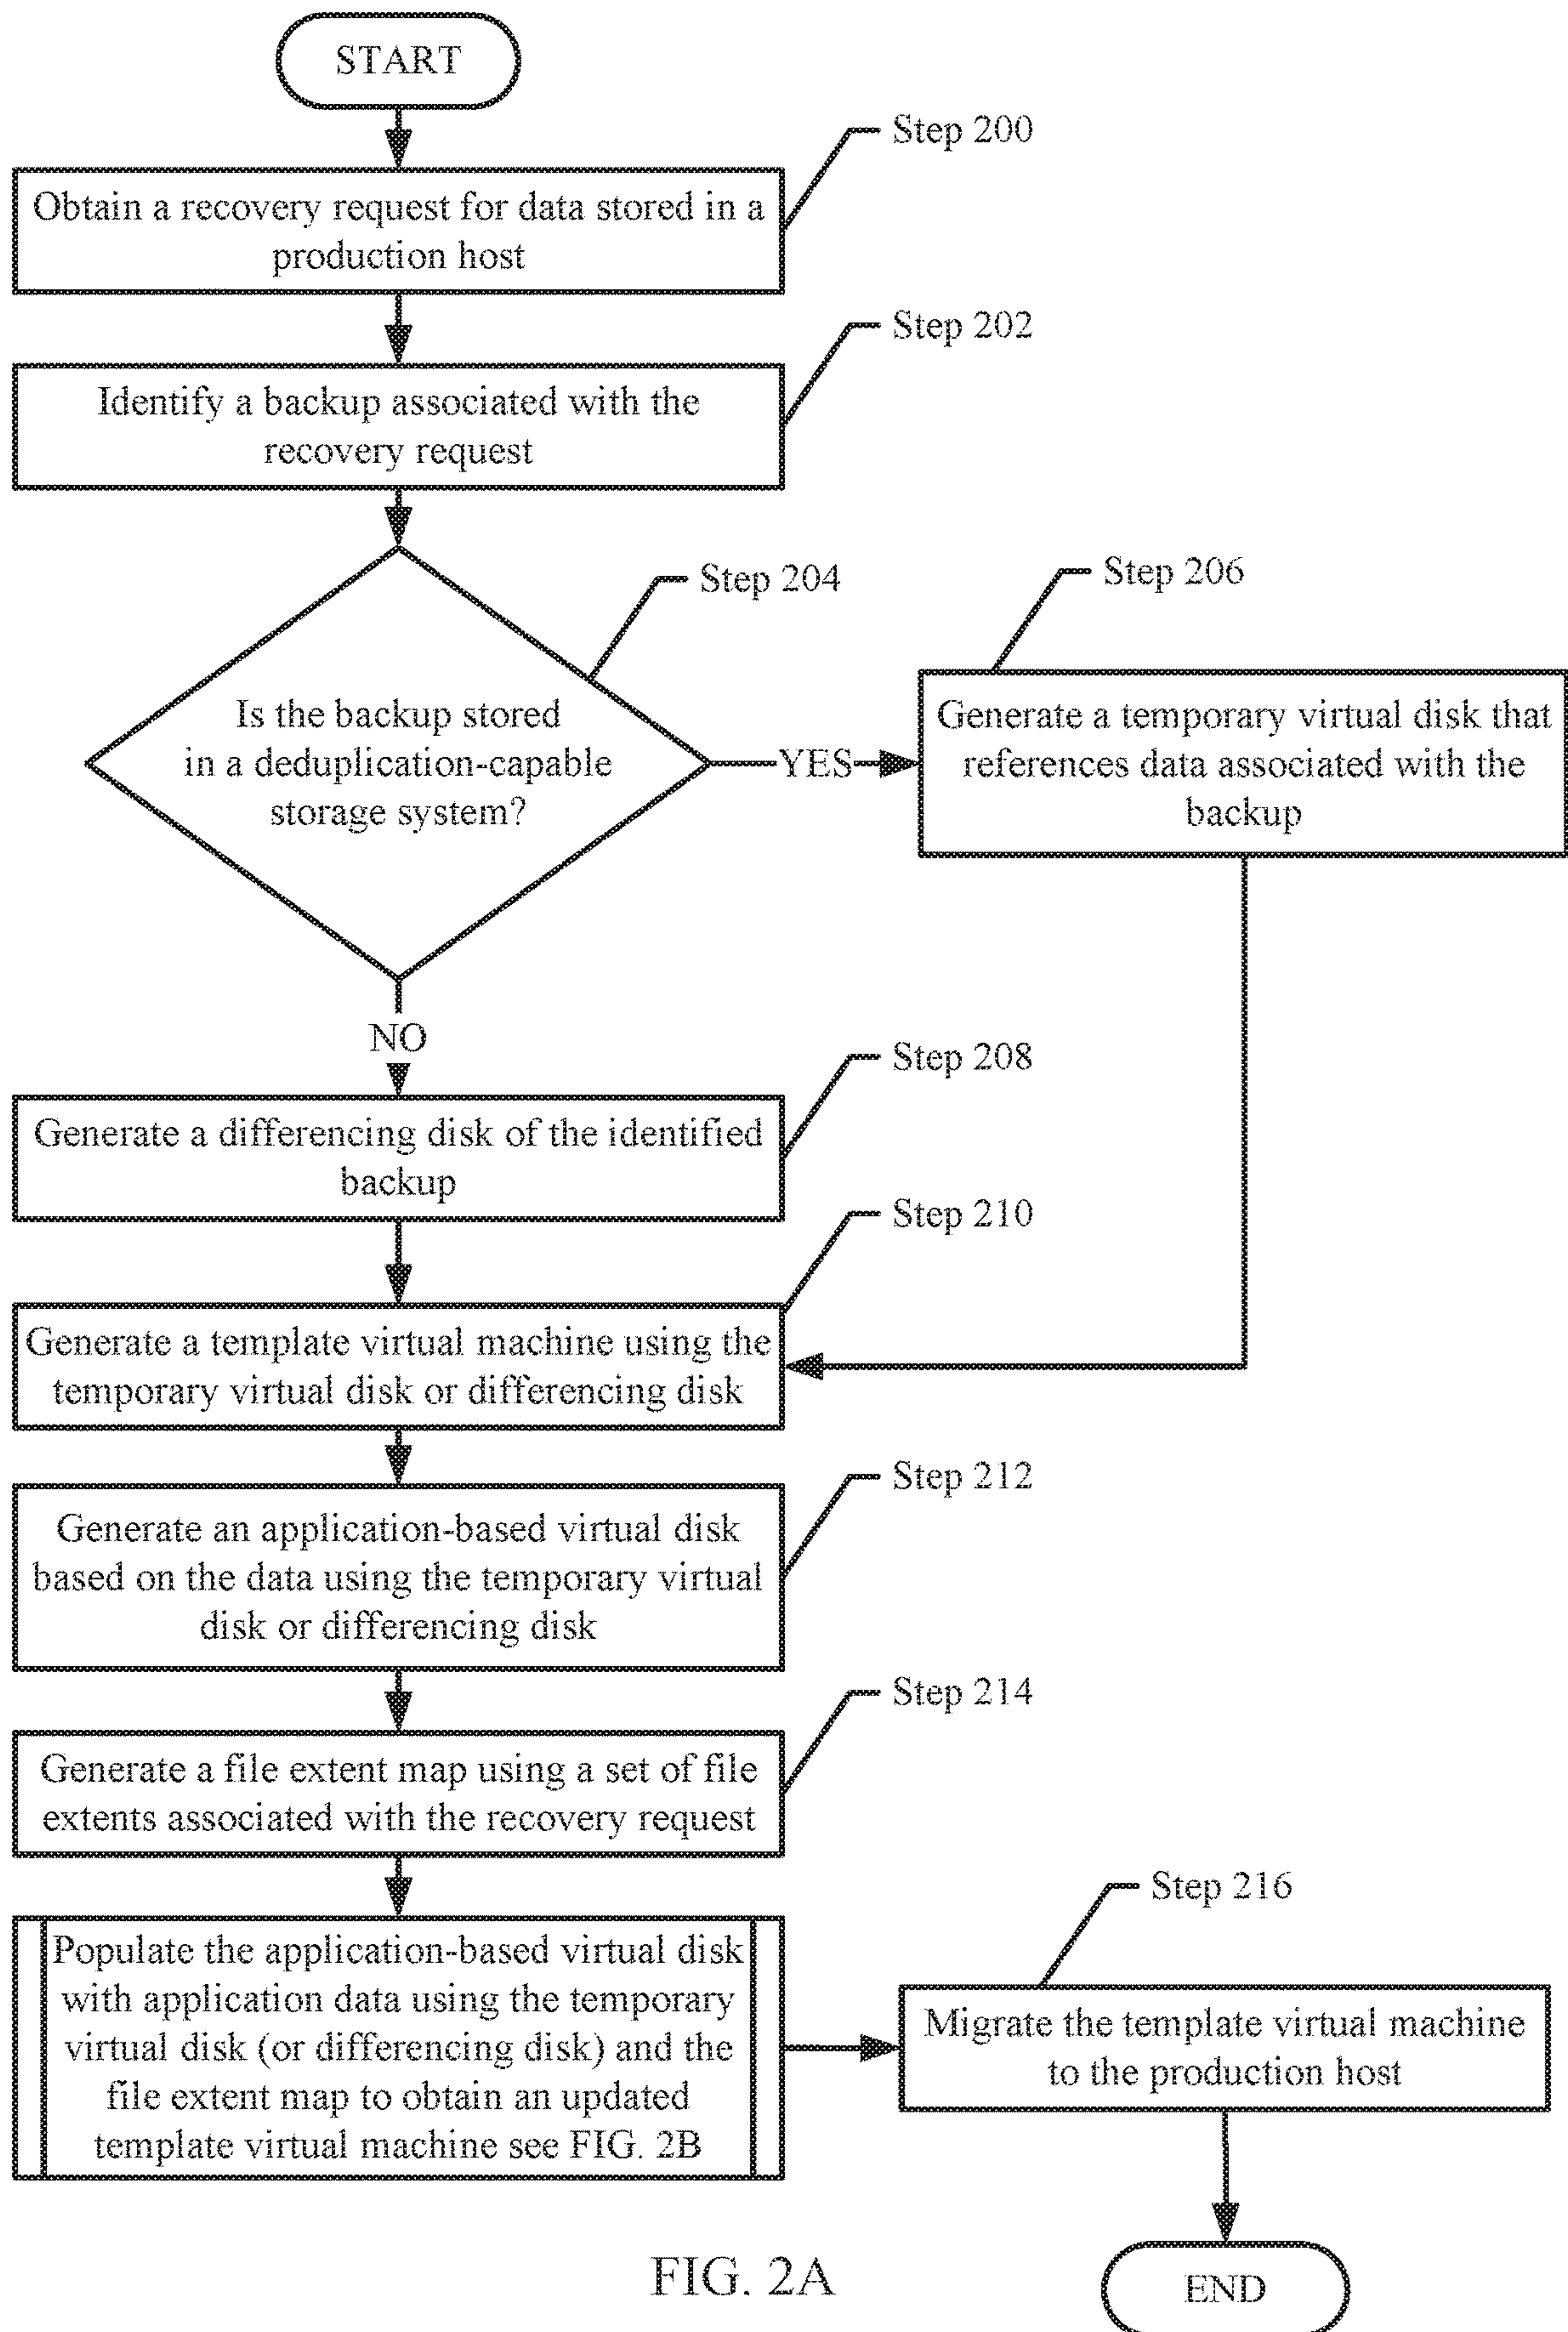 START
Step 200
Obtain a recovery request for data stored in a
production host
Step 202
Identify a backup associated with the
recovery request
Step 204
Is the backup stored
in a deduplication-capable
storage system?
YES
Step 206
Generate a temporary virtual disk that
references data associated with the
backup
NO
Step 208
Generate a differencing disk of the identified
backup
Step 210
Generate a template virtual machine using the
temporary virtual disk or differencing disk
Step 212
Generate an application-based virtual disk
based on the data using the temporary virtual
disk or differencing disk
Step 214
Generate a file extent map using a set of file
extents associated with the recovery request
Populate the application-based virtual disk
with application data using the temporary
virtual disk (or differencing disk) and the
file extent map to obtain an updated
template virtual machine see FIG. 2B
Step 216
Migrate the template virtual machine
to the production host
END
FIG. 2A